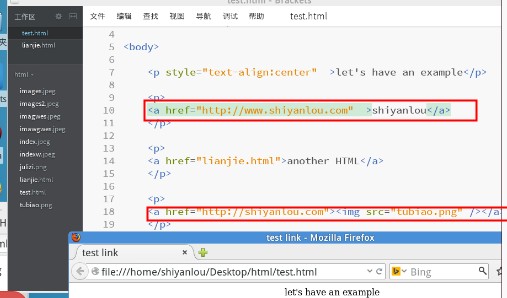 test.html - Brackets
文件 编辑 查找 视图 导航 调试 帮助 test.html
工作区
test.html
lianjie.html
html
images.jpeg
images2.jpeg
imagwies.jpeg
index.jpeg
indexw.jpeg
juizi.png
lianjie.html
test.html
tubiao.png
4
5 <body>
6
7 <p style="text-align:center" >let's have an example</p>
8
9 <p>
10 <a href="http://www.shiyanlou.com" >shiyanlou</a>
11 </p>
12
13 <p>
14 <a href="lianjie.html">another HTML</a>
15 </p>
16
17 <p>
18 <a href="http://shiyanlou.com"><img src="tubiao.png" /></a
19 </p>
test link - Mozilla Firefox
test link
file:///home/shiyanlou/Desktop/html/test.html
Bing
let's have an example